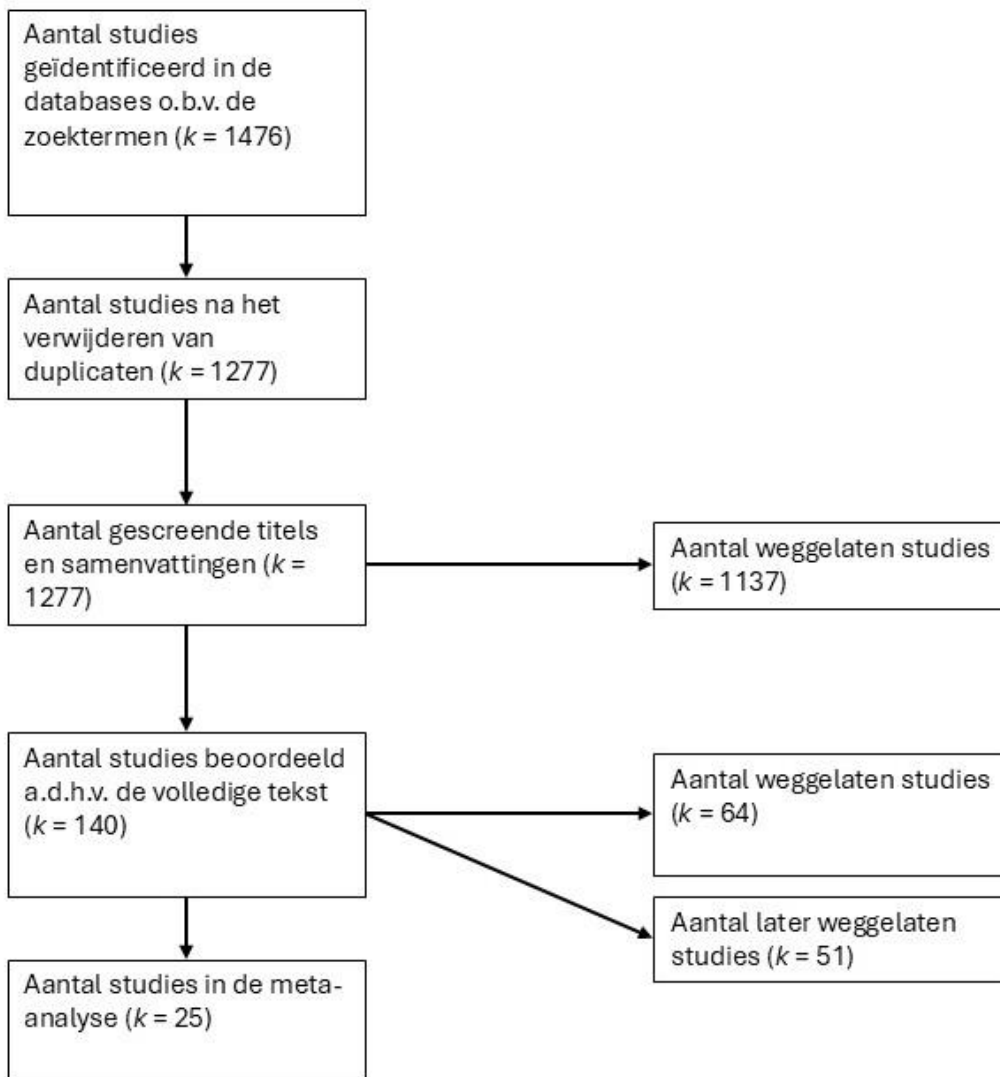 Aantal studies
geïdentificeerd in de
databases o.b.v. de
zoektermen (k = 1476)
Aantal studies na het
verwijderen van
duplicaten (k = 1277)
Aantal gescreende titels
en samenvattingen (k =
1277)
Aantal weggelaten studies
(k = 1137)
Aantal studies beoordeeld
a.d.h.v. de volledige tekst
(k = 140)
Aantal weggelaten studies
(k = 64)
Aantal later weggelaten
studies (k = 51)
Aantal studies in de meta-
analyse (k = 25)